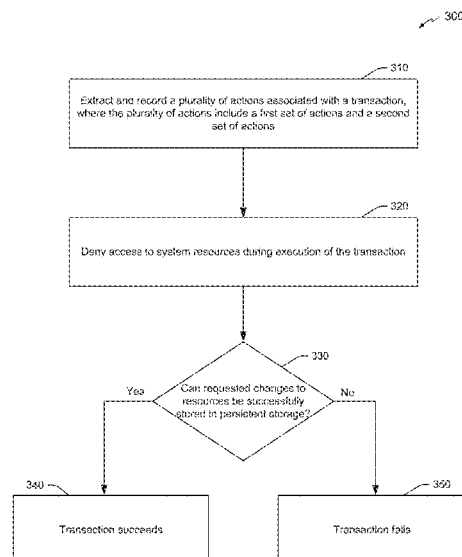 300
310
Extract and record a plurality of actions associated with a transaction,
where the plurality of actions include a first set of actions and a second
set of actions
320
Deny access to system resources during execution of the transaction
330
Can requested changes to
resources be successfully
stored in persistent storage?
Yes
No
340
Transaction succeeds
350
Transaction fails